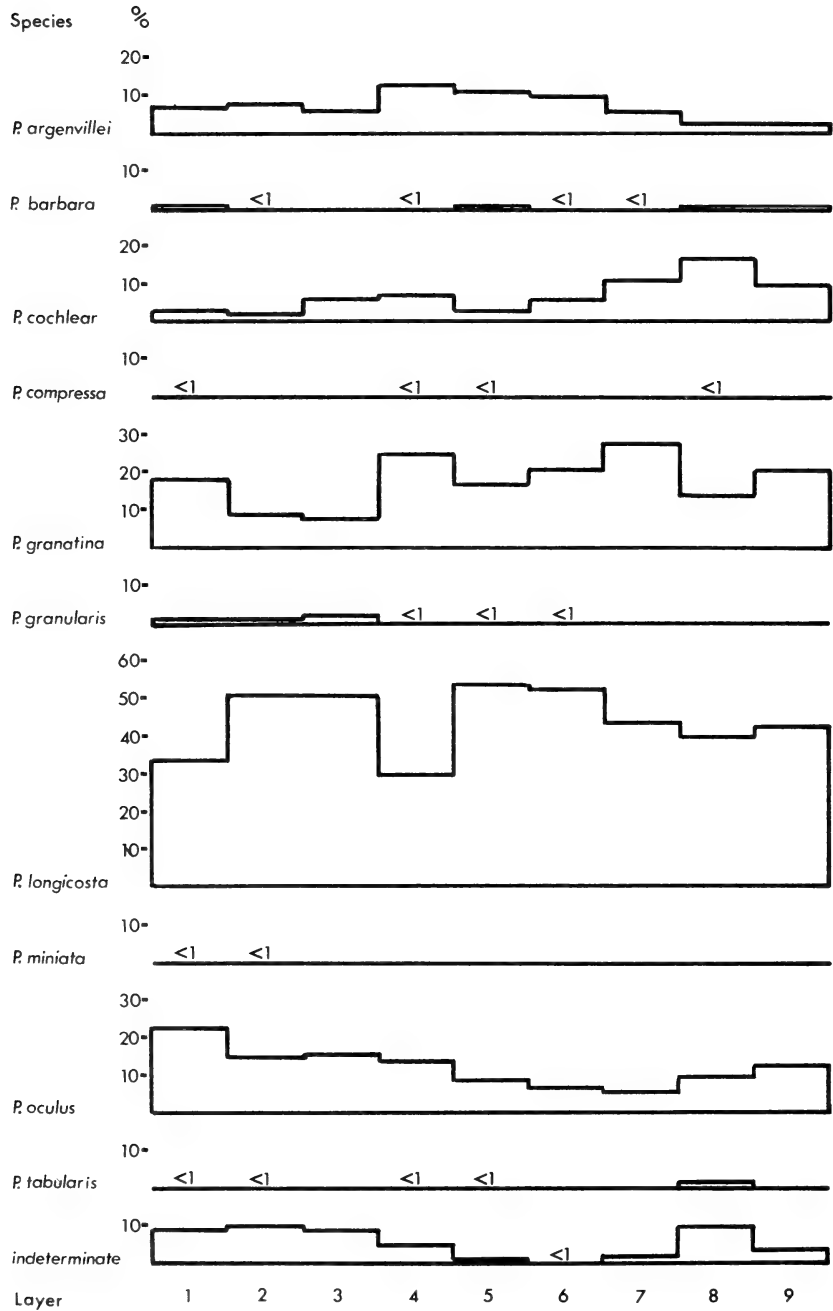 Species %
20-
10-
P. argenvillei
10-
P. barbara <1 <1 <1 <1
20-
10-
P. cochlear
10-
P. compressa <1 <1 <1 <1
30-
20-
10-
P. granatina
10-
P. granularis <1 <1 <1
60-
50-
40-
30-
20-
10-
P. longicosta
10-
P. miniata <1 <1
30-
20-
10-
P. oculus
10-
P. tabularis <1 <1 <1 <1
10-
indeterminate <1
Layer 1 2 3 4 5 6 7 8 9